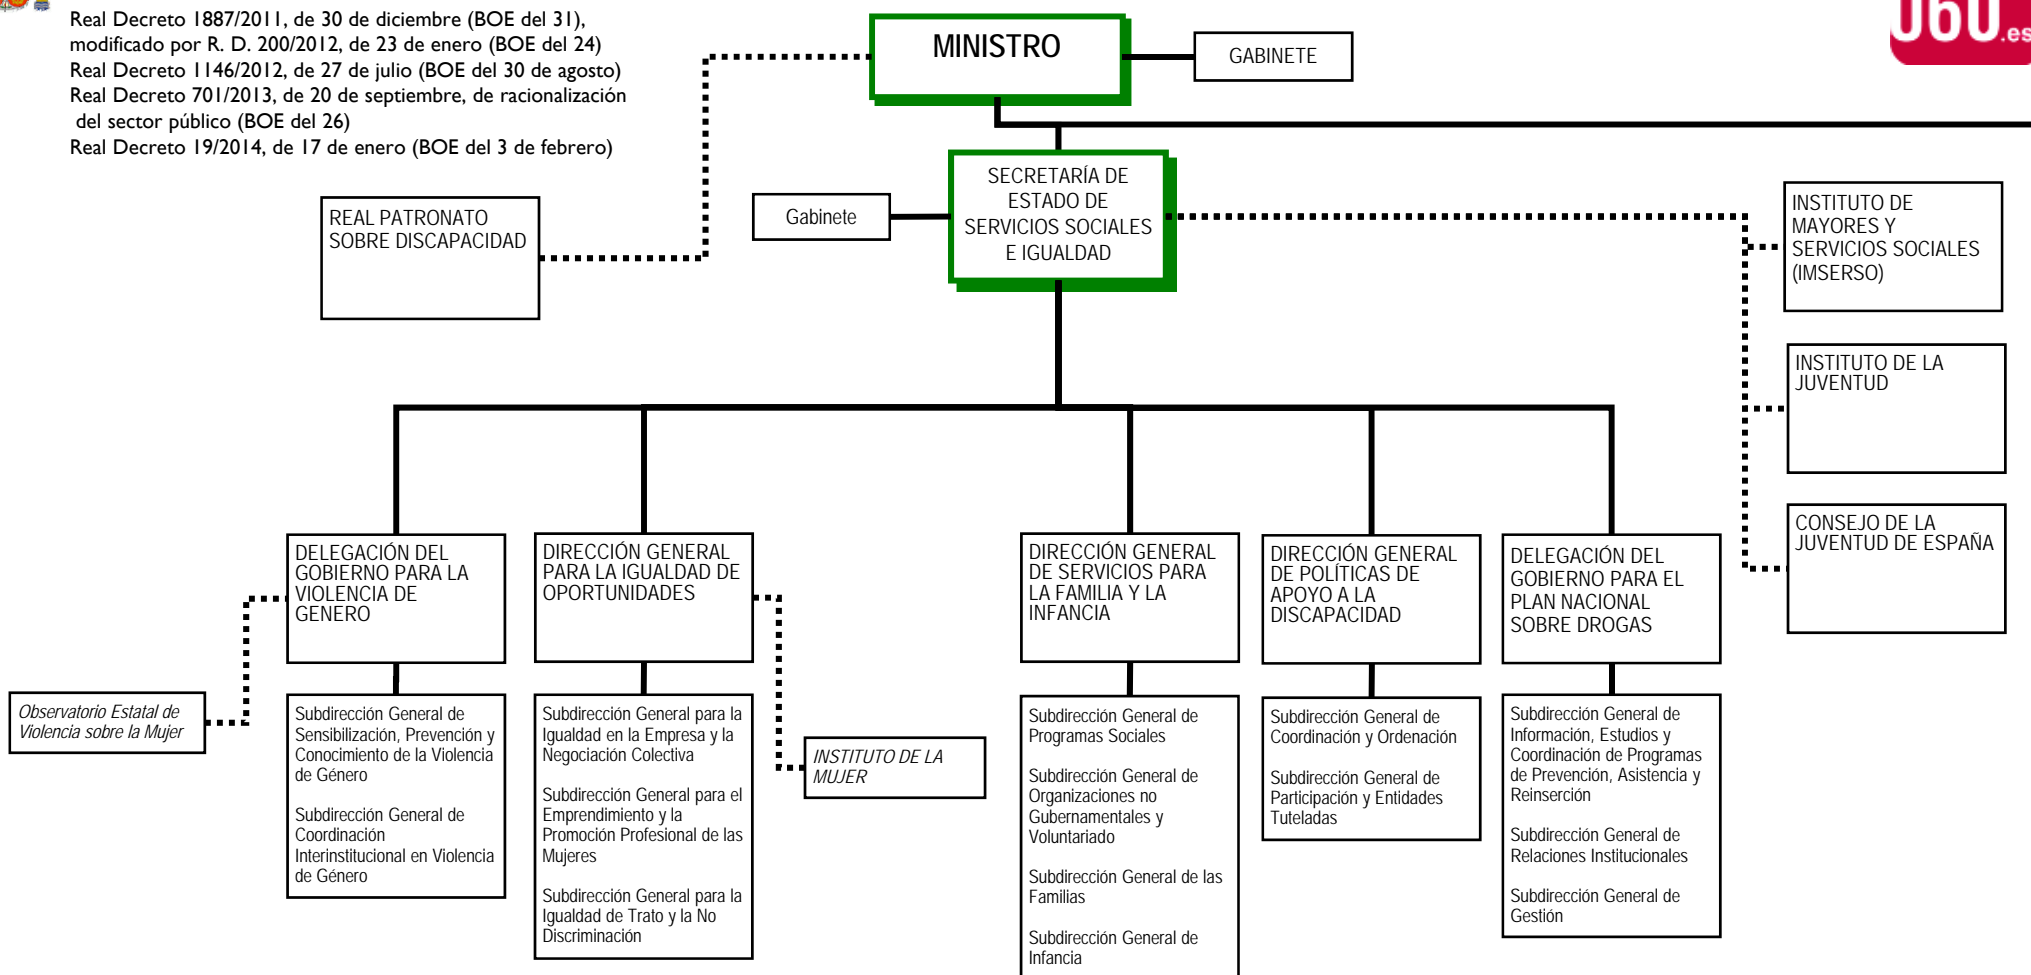 Real Decreto 1887/2011, de 30 de diciembre (BOE del 31),
modificado por R. D. 200/2012, de 23 de enero (BOE del 24)
Real Decreto 1146/2012, de 27 de julio (BOE del 30 de agosto)
Real Decreto 701/2013, de 20 de septiembre, de racionalización
del sector público (BOE del 26)
Real Decreto 19/2014, de 17 de enero (BOE del 3 de febrero)
MINISTRO
GABINETE
060.es
REAL PATRONATO
SOBRE DISCAPACIDAD
Gabinete
SECRETARÍA DE
ESTADO DE
SERVICIOS SOCIALES
E IGUALDAD
INSTITUTO DE
MAYORES Y
SERVICIOS SOCIALES
(IMSERSO)
INSTITUTO DE LA
JUVENTUD
CONSEJO DE LA
JUVENTUD DE ESPAÑA
DELEGACIÓN DEL
GOBIERNO PARA LA
VIOLENCIA DE
GENERO
DIRECCIÓN GENERAL
PARA LA IGUALDAD DE
OPORTUNIDADES
DIRECCIÓN GENERAL
DE SERVICIOS PARA
LA FAMILIA Y LA
INFANCIA
DIRECCIÓN GENERAL
DE POLÍTICAS DE
APOYO A LA
DISCAPACIDAD
DELEGACIÓN DEL
GOBIERNO PARA EL
PLAN NACIONAL
SOBRE DROGAS
Observatorio Estatal de
Violencia sobre la Mujer
Subdirección General de
Sensibilización, Prevención y
Conocimiento de la Violencia
de Género
Subdirección General de
Coordinación
Interinstitucional en Violencia
de Género
Subdirección General para la
Igualdad en la Empresa y la
Negociación Colectiva
Subdirección General para el
Emprendimiento y la
Promoción Profesional de las
Mujeres
Subdirección General para la
Igualdad de Trato y la No
Discriminación
INSTITUTO DE LA
MUJER
Subdirección General de
Programas Sociales
Subdirección General de
Organizaciones no
Gubernamentales y
Voluntariado
Subdirección General de las
Familias
Subdirección General de
Infancia
Subdirección General de
Coordinación y Ordenación
Subdirección General de
Participación y Entidades
Tuteladas
Subdirección General de
Información, Estudios y
Coordinación de Programas
de Prevención, Asistencia y
Reinserción
Subdirección General de
Relaciones Institucionales
Subdirección General de
Gestión